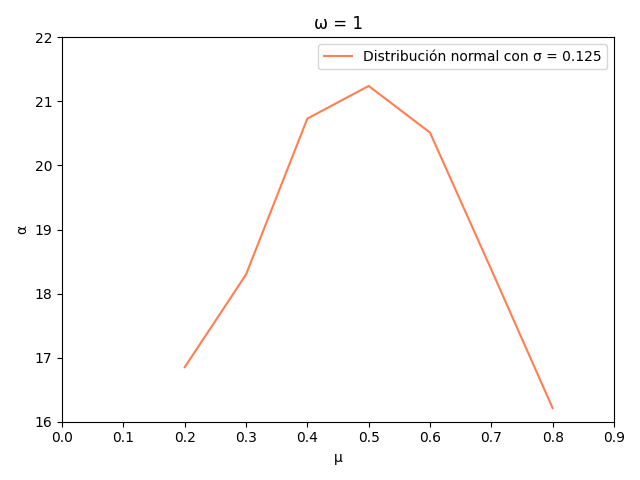 ω = 1
Distribución normal con σ = 0.125
22
21
20
19
18
17
16
α
0.0 0.1 0.2 0.3 0.4 0.5 0.6 0.7 0.8 0.9
μ